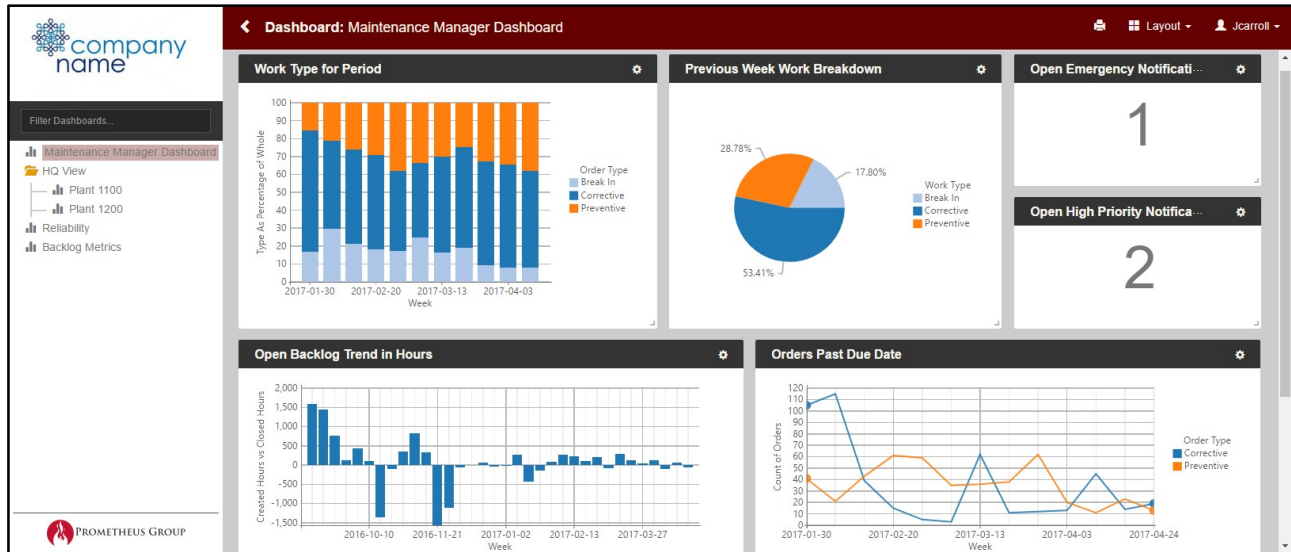 company
name
Filter Dashboards...
Maintenance Manager Dashboard
HQ View
Plant 1100
Plant 1200
Reliability
Backlog Metrics
PROMETHEUS GROUP
Dashboard: Maintenance Manager Dashboard
Layout
Jcarroll
Work Type for Period
100
90
80
70
60
50
40
30
20
10
0
Type As Percentage of Whole
2017-01-30 2017-02-20 2017-03-13 2017-04-03
Week
Order Type
Break In
Corrective
Preventive
Previous Week Work Breakdown
28.78%
17.80%
53.41%
Work Type
Break In
Corrective
Preventive
Open Emergency Notificati...
1
Open High Priority Notifica...
2
Open Backlog Trend in Hours
2,000
1,500
1,000
500
0
-500
-1,000
-1,500
Created Hours vs Closed Hours
2016-10-10 2016-11-21 2017-01-02 2017-02-13 2017-03-27
Week
Orders Past Due Date
120
110
100
90
80
70
60
50
40
30
20
10
0
Count of Orders
2017-01-30 2017-02-20 2017-03-13 2017-04-03 2017-04-24
Week
Order Type
Corrective
Preventive